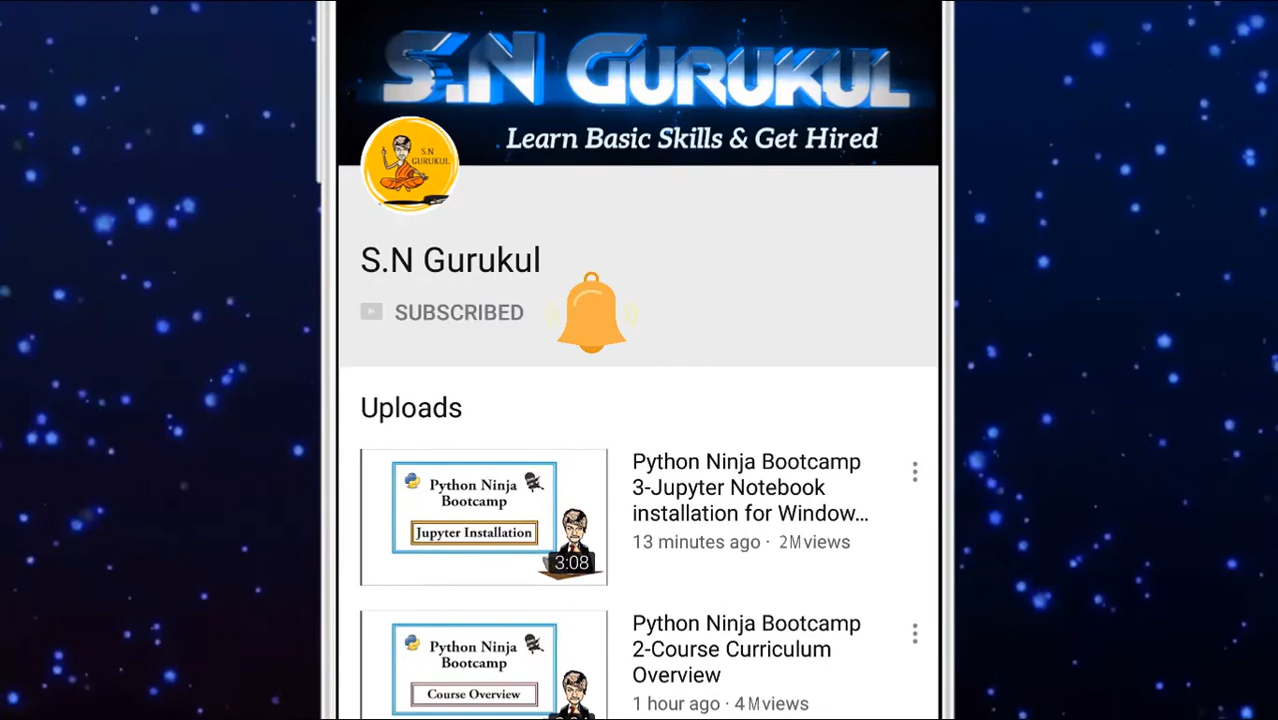 S.N GURUKUL
Learn Basic Skills & Get Hired
S.N
GURUKUL
S.N Gurukul
SUBSCRIBED
Uploads
Python Ninja
Bootcamp
Jupyter Installation
3:08
Python Ninja Bootcamp
3-Jupyter Notebook
installation for Window...
13 minutes ago · 2M views
Python Ninja
Bootcamp
Course Overview
Python Ninja Bootcamp
2-Course Curriculum
Overview
1 hour ago · 4M views